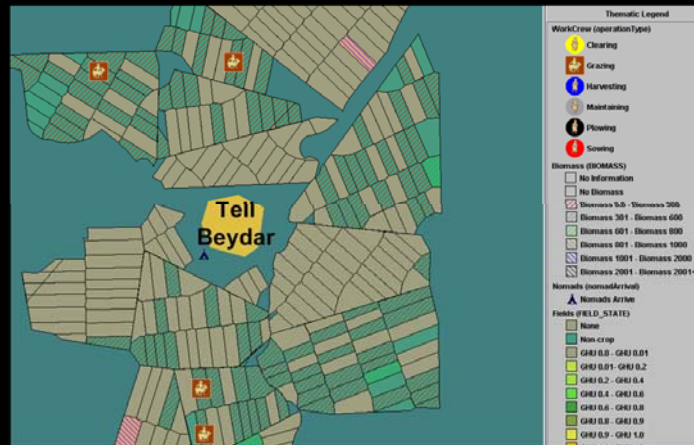 Tell
Beydar
Thematic Legend
WorkCrew (operationType)
Clearing
Grazing
Harvesting
Maintaining
Plowing
Sowing
Biomass (BIOMASS)
No Information
No Biomass
Biomass 301 - Biomass 600
Biomass 601 - Biomass 800
Biomass 801 - Biomass 1000
Biomass 1001 - Biomass 2000
Biomass 2001 - Biomass 2001+
Nomads (nomadArrival)
Nomads Arrive
Fields (FIELD_STATE)
None
Non-crop
GHU 0.0 - GHU 0.01
GHU 0.01- GHU 0.2
GHU 0.2 - GHU 0.4
GHU 0.4 - GHU 0.6
GHU 0.6 - GHU 0.8
GHU 0.8 - GHU 0.9
GHU 0.9 - GHU 1.0